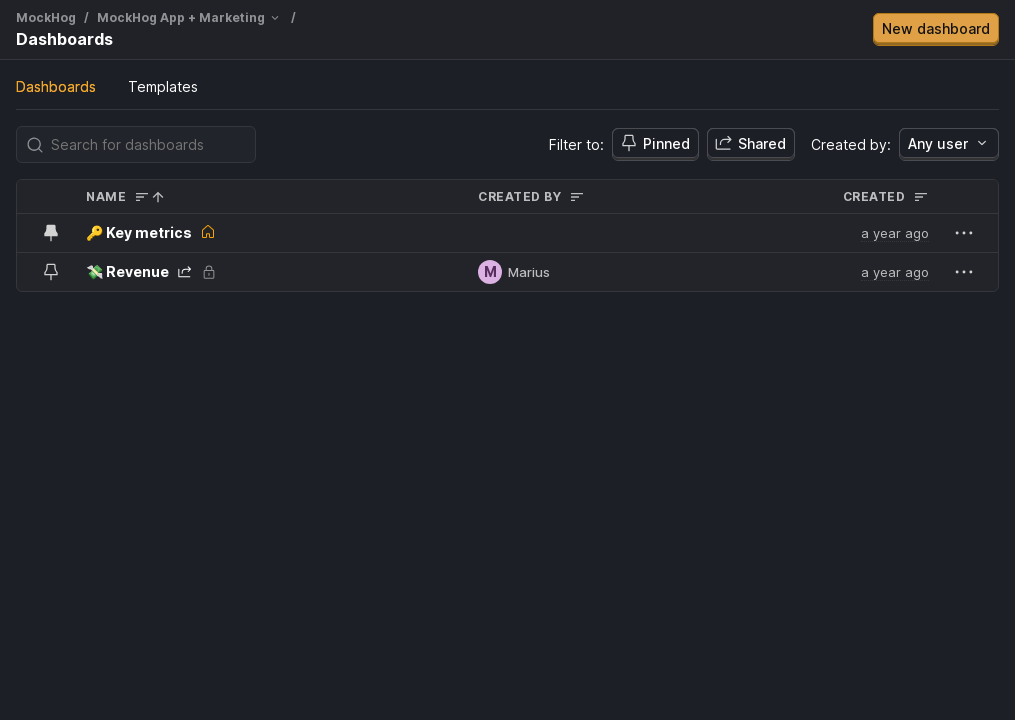 MockHog / MockHog App + Marketing /
Dashboards
New dashboard
Dashboards Templates
Search for dashboards
Filter to: Pinned Shared Created by: Any user
NAME CREATED BY CREATED
🔑 Key metrics a year ago
💸 Revenue M Marius a year ago